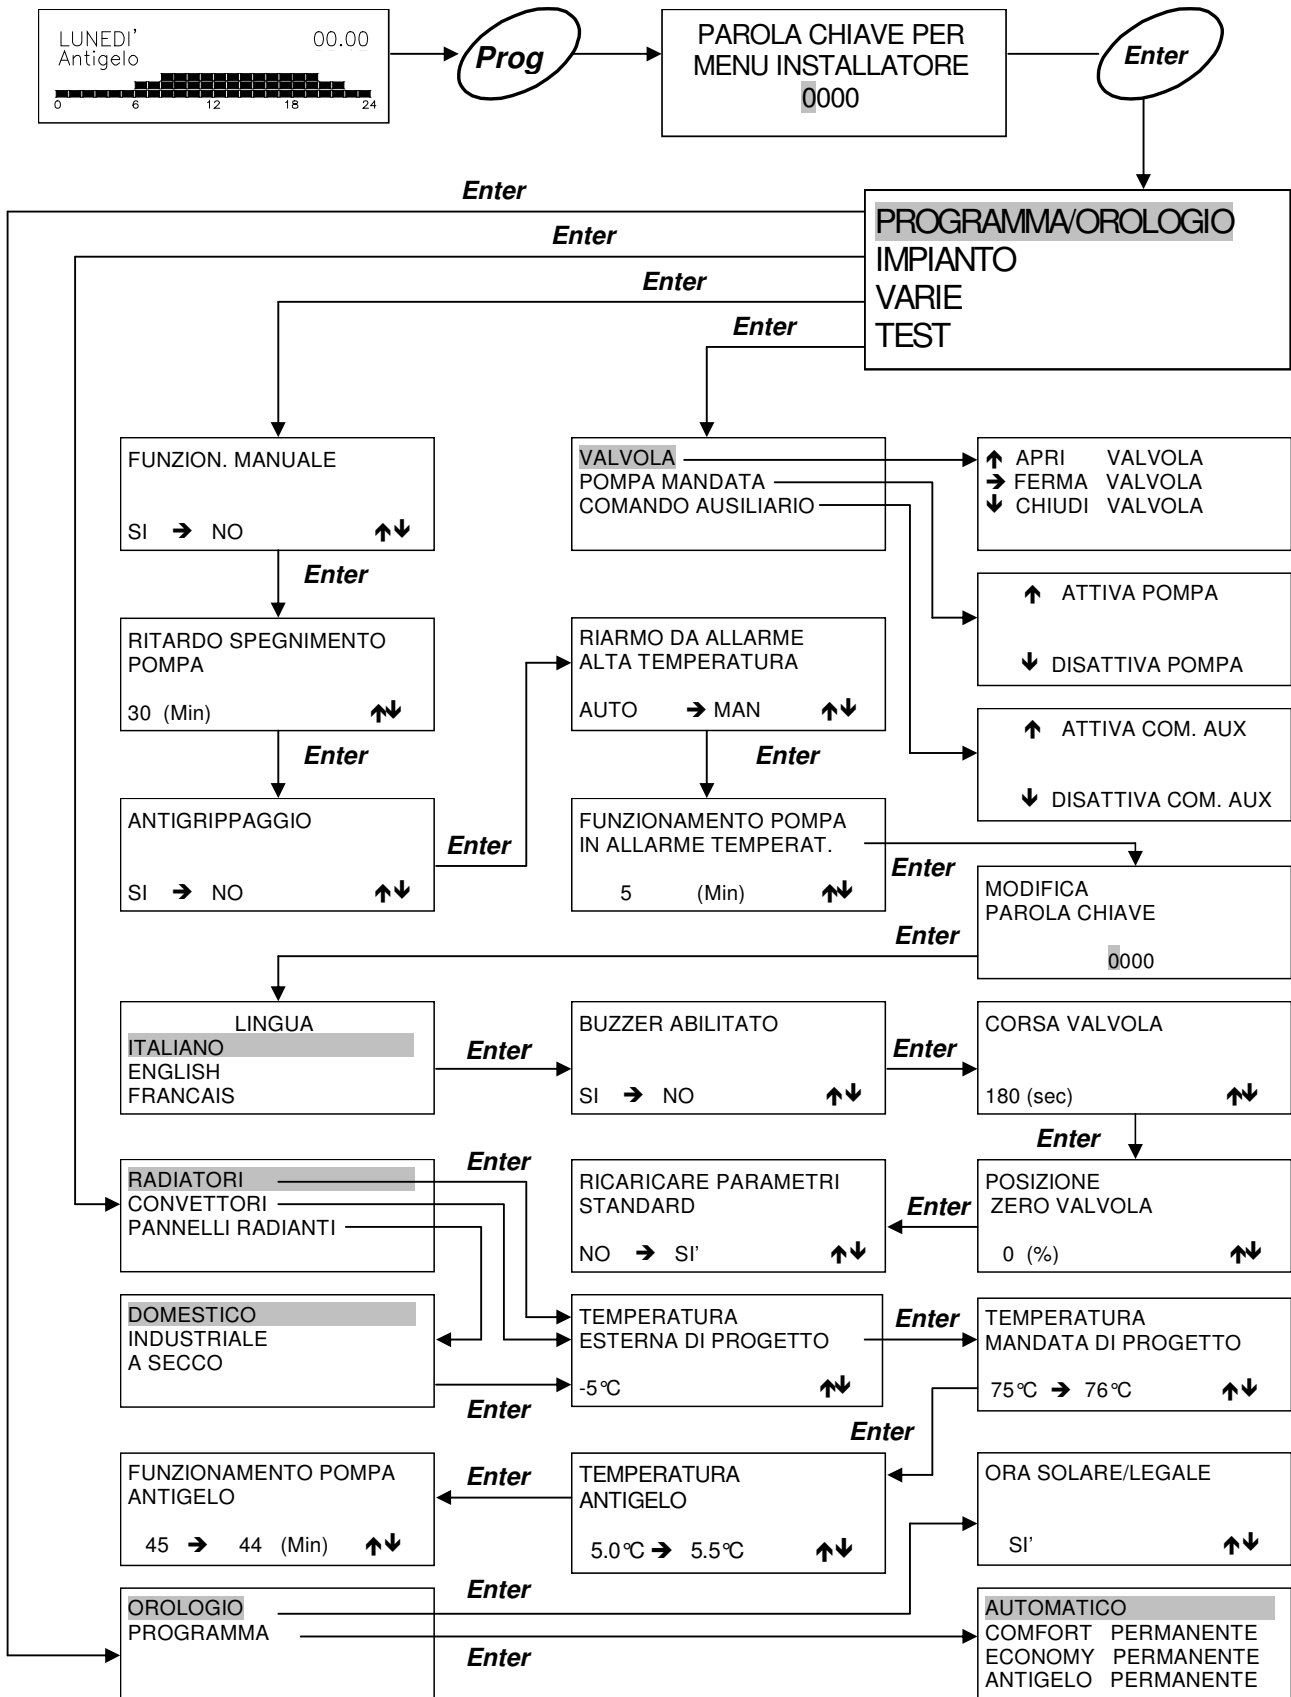 LUNEDI' 00.00
Antigelo
0 6 12 18 24
Prog
PAROLA CHIAVE PER
MENU INSTALLATORE
0000
Enter
Enter
Enter
Enter
Enter
PROGRAMMA/OROLOGIO
IMPIANTO
VARIE
TEST
FUNZION. MANUALE
SI ➔ NO ↑↓
Enter
VALVOLA
POMPA MANDATA
COMANDO AUSILIARIO
↑ APRI VALVOLA
➔ FERMA VALVOLA
↓ CHIUDI VALVOLA
↑ ATTIVA POMPA
↓ DISATTIVA POMPA
RITARDO SPEGNIMENTO
POMPA
30 (Min) ↑↓
Enter
RIARMO DA ALLARME
ALTA TEMPERATURA
AUTO ➔ MAN ↑↓
Enter
↑ ATTIVA COM. AUX
↓ DISATTIVA COM. AUX
ANTIGRIPPAGGIO
SI ➔ NO ↑↓
Enter
FUNZIONAMENTO POMPA
IN ALLARME TEMPERAT.
5 (Min) ↑↓
Enter
MODIFICA
PAROLA CHIAVE
0000
Enter
LINGUA
ITALIANO
ENGLISH
FRANCAIS
Enter
BUZZER ABILITATO
SI ➔ NO ↑↓
Enter
CORSA VALVOLA
180 (sec) ↑↓
Enter
RADIATORI
CONVETTORI
PANNELLI RADIANTI
Enter
RICARICARE PARAMETRI
STANDARD
NO ➔ SI' ↑↓
Enter
POSIZIONE
ZERO VALVOLA
0 (%) ↑↓
DOMESTICO
INDUSTRIALE
A SECCO
Enter
TEMPERATURA
ESTERNA DI PROGETTO
-5°C ↑↓
Enter
TEMPERATURA
MANDATA DI PROGETTO
75°C ➔ 76°C ↑↓
Enter
FUNZIONAMENTO POMPA
ANTIGELO
45 ➔ 44 (Min) ↑↓
Enter
TEMPERATURA
ANTIGELO
5.0°C ➔ 5.5°C ↑↓
ORA SOLARE/LEGALE
SI' ↑↓
OROLOGIO
PROGRAMMA
Enter
Enter
AUTOMATICO
COMFORT PERMANENTE
ECONOMY PERMANENTE
ANTIGELO PERMANENTE